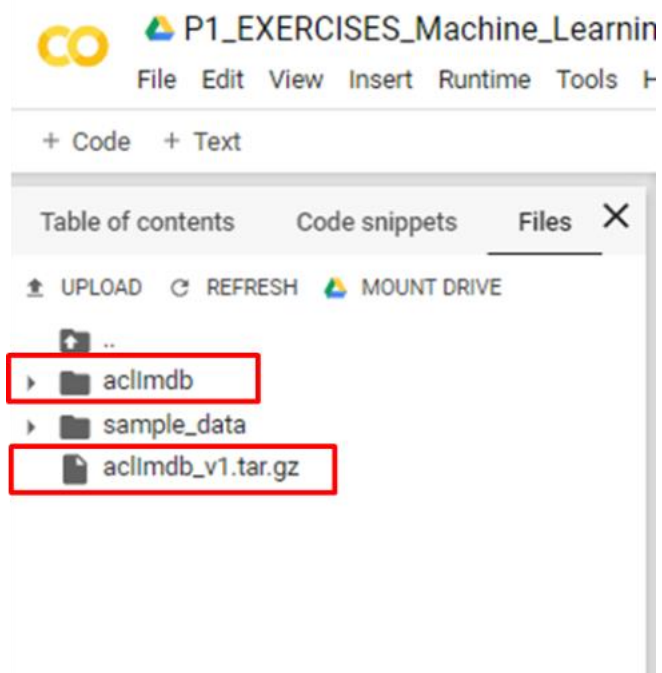 CO P1_EXERCISES_Machine_Learnin
File Edit View Insert Runtime Tools H
+ Code + Text
Table of contents Code snippets Files X
UPLOAD REFRESH MOUNT DRIVE
..
aclImdb
sample_data
aclImdb_v1.tar.gz